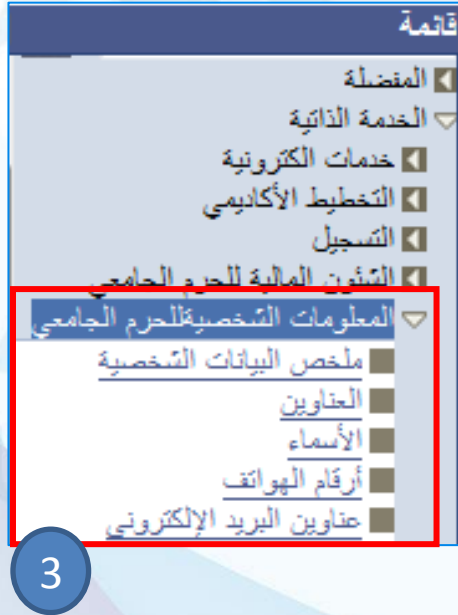 قائمة
المفضلة
الخدمة الذاتية
خدمات الكترونية
التخطيط الأكاديمي
التسجيل
الشئون المالية للحرم الجامعي
المعلومات الشخصيةللحرم الجامعي
ملخص البيانات الشخصية
العناوين
الأسماء
أرقام الهواتف
عناوين البريد الإلكتروني
3